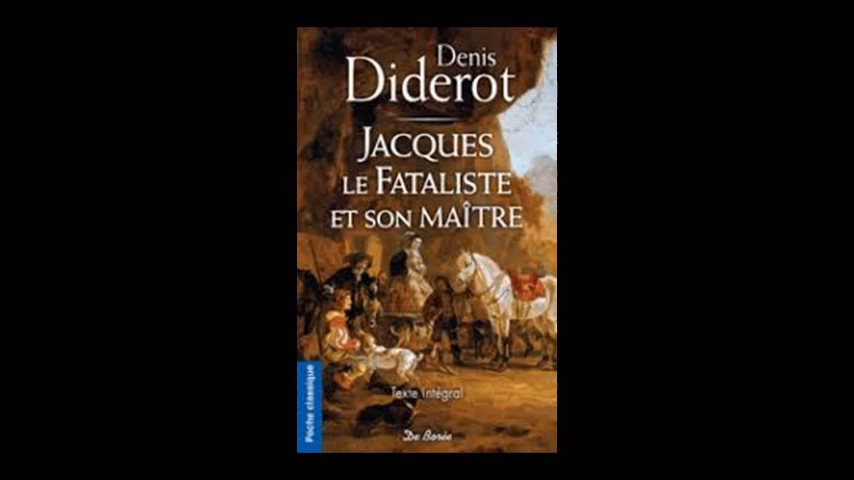 Denis
Diderot
JACQUES
LE FATALISTE
ET SON MAÎTRE
Texte intégral
Poche classique
De Borée